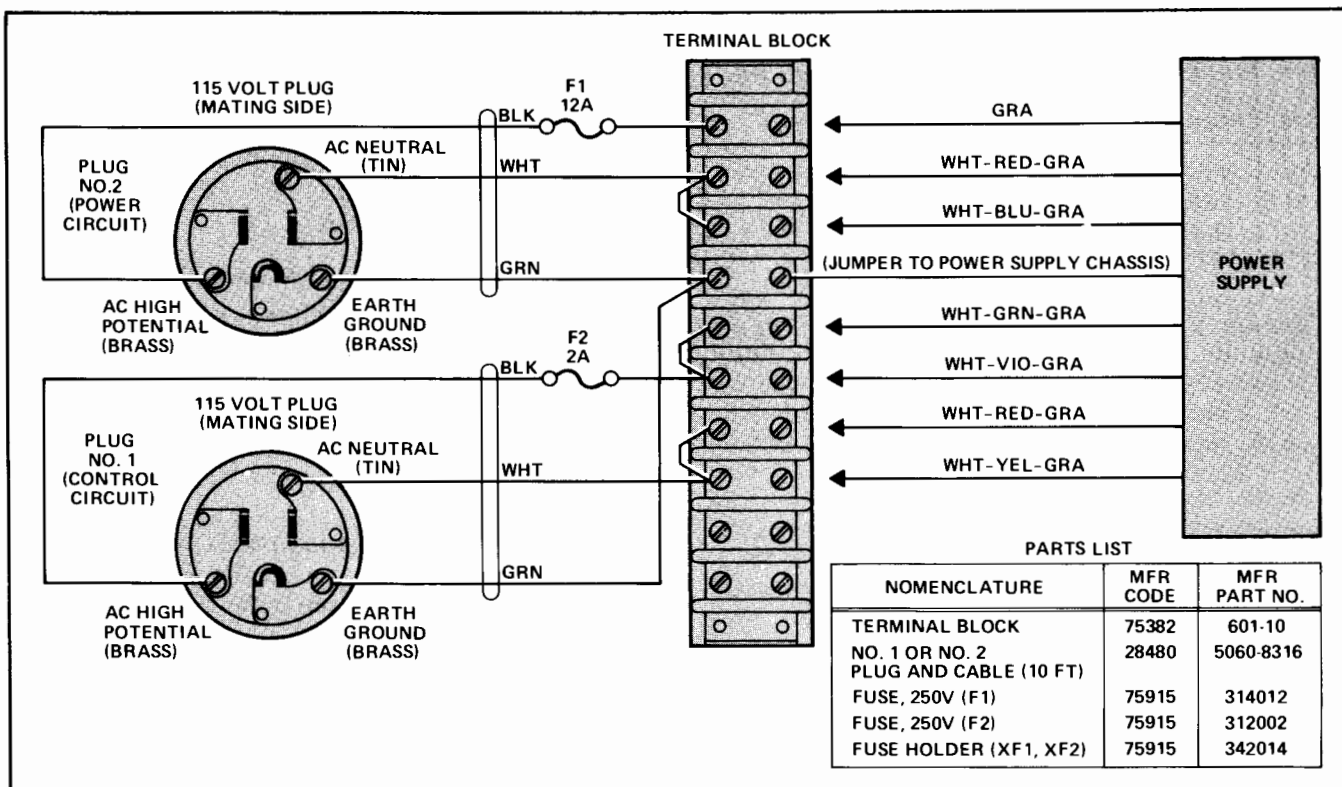 TERMINAL BLOCK
115 VOLT PLUG
(MATING SIDE)
F1
12A
BLK
GRA
AC NEUTRAL
(TIN)
WHT
WHT-RED-GRA
PLUG
NO.2
(POWER
CIRCUIT)
WHT-BLU-GRA
GRN
(JUMPER TO POWER SUPPLY CHASSIS)
POWER
SUPPLY
AC HIGH
POTENTIAL
(BRASS)
EARTH
GROUND
(BRASS)
WHT-GRN-GRA
F2
2A
BLK
WHT-VIO-GRA
115 VOLT PLUG
(MATING SIDE)
WHT-RED-GRA
PLUG
NO. 1
(CONTROL
CIRCUIT)
AC NEUTRAL
(TIN)
WHT
WHT-YEL-GRA
GRN
AC HIGH
POTENTIAL
(BRASS)
EARTH
GROUND
(BRASS)
PARTS LIST
NOMENCLATURE MFR CODE MFR PART NO.
TERMINAL BLOCK 75382 601-10
NO. 1 OR NO. 2 28480 5060-8316
PLUG AND CABLE (10 FT)
FUSE, 250V (F1) 75915 314012
FUSE, 250V (F2) 75915 312002
FUSE HOLDER (XF1, XF2) 75915 342014